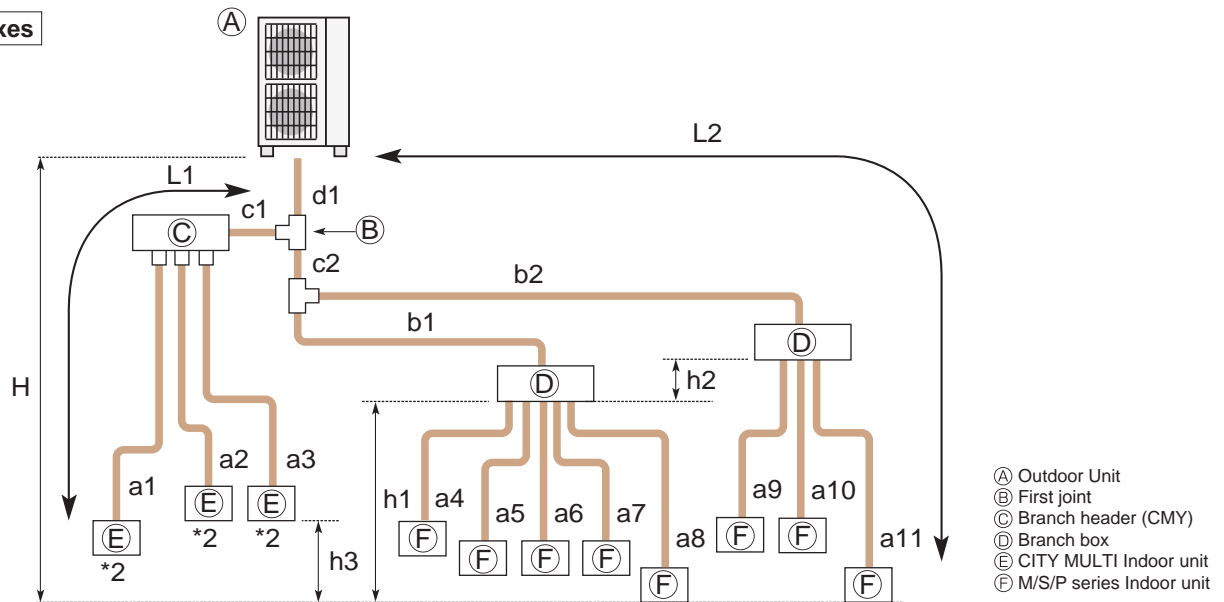 xes
Ⓐ
L2
L1
d1
c1
Ⓒ
Ⓑ
c2
b2
b1
Ⓓ
Ⓓ
h2
H
a1
a2
a3
h1
a4
a5
a6
a7
a8
a9
a10
a11
Ⓔ
Ⓔ
Ⓔ
*2
*2
*2
h3
Ⓕ
Ⓕ
Ⓕ
Ⓕ
Ⓕ
Ⓕ
Ⓕ
Ⓕ
Ⓐ Outdoor Unit
Ⓑ First joint
Ⓒ Branch header (CMY)
Ⓓ Branch box
Ⓔ CITY MULTI Indoor unit
Ⓕ M/S/P series Indoor unit